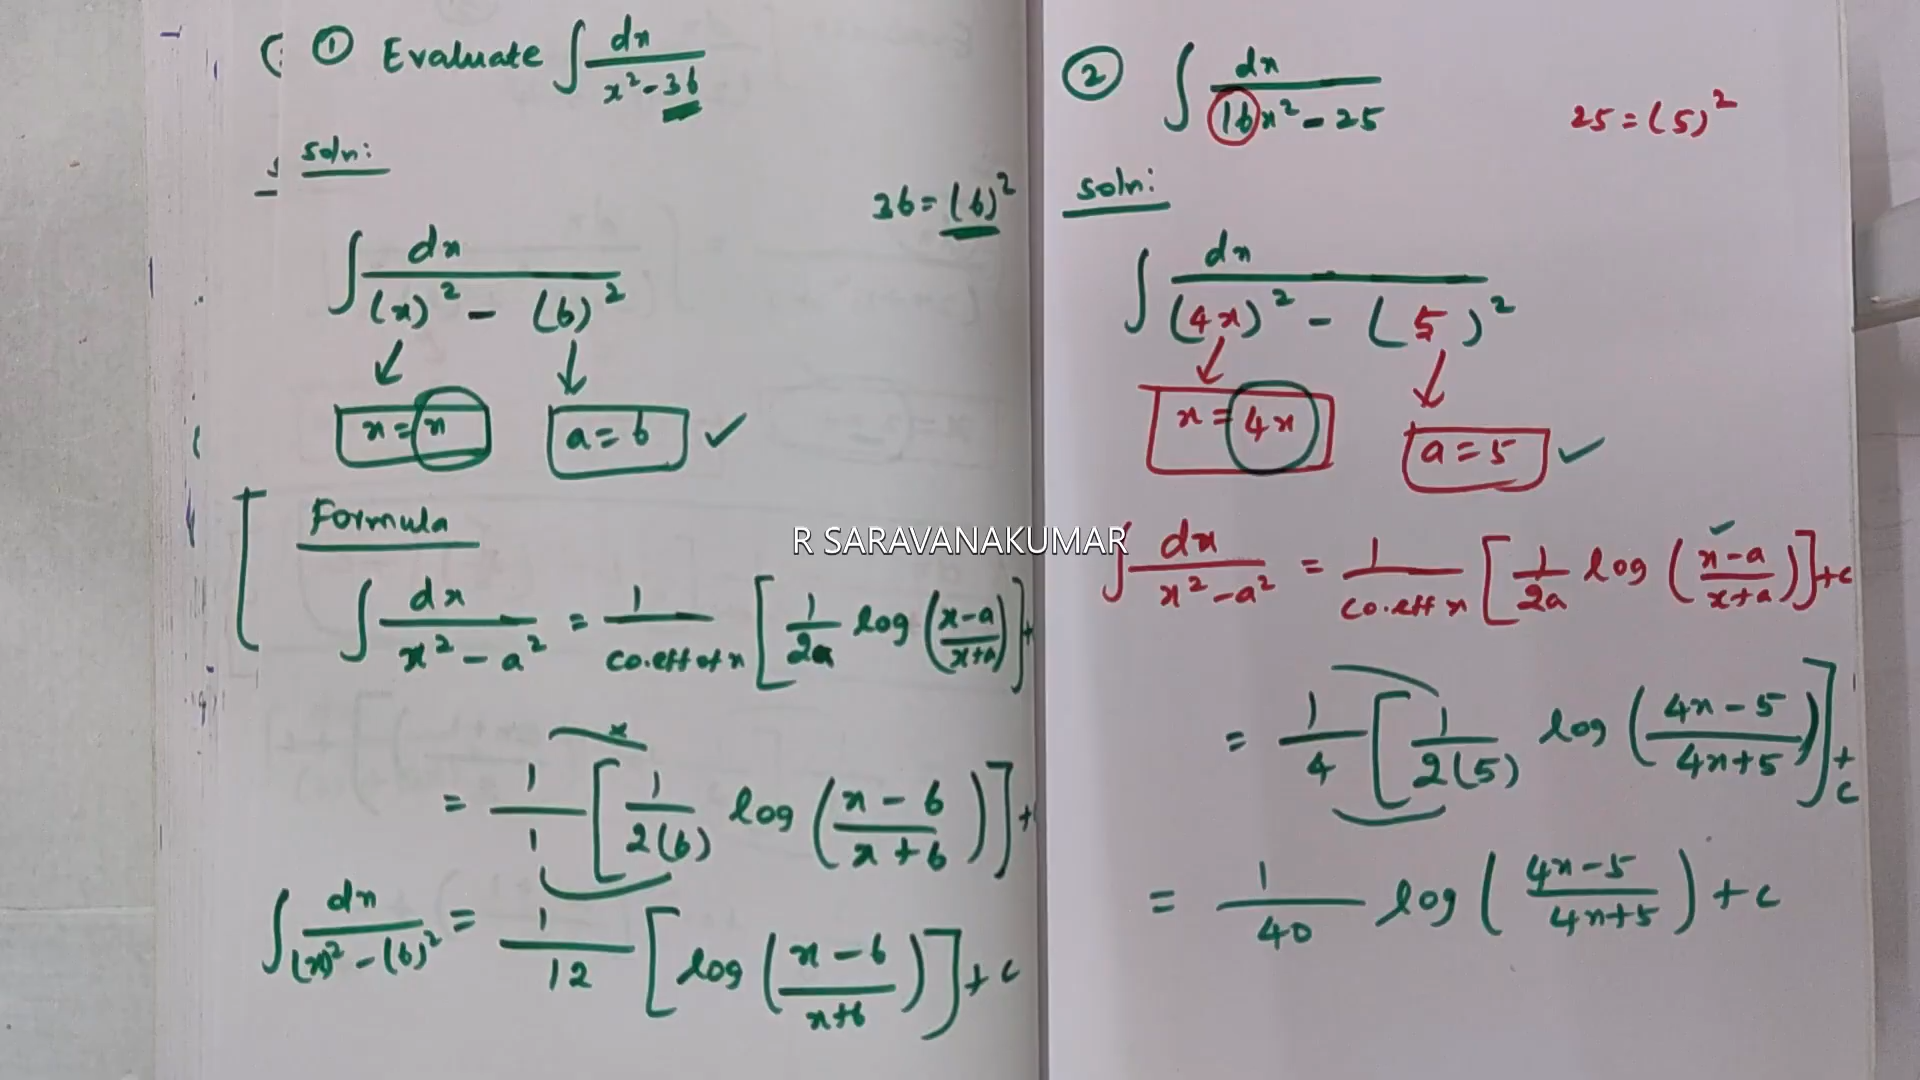 ① Evaluate ∫ dx / x² - 36
Soln:
36 = (6)²
∫ dx / (x)² - (6)²
x = x   a = 6 ✓
Formula
∫ dx / x² - a² = 1 / co.eff of x [ 1/2a log ( x-a / x+a ) ] +
= 1/1 [ 1/2(6) log ( x - 6 / x + 6 ) ] +
∫ dx / (x)² - (6)² = 1/12 [ log ( x - 6 / x+6 ) ] + c
② ∫ dx / 16x² - 25
25 = (5)²
Soln:
∫ dx / (4x)² - (5)²
x = 4x   a = 5 ✓
R SARAVANAKUMAR
∫ dx / x² - a² = 1 / co.eff x [ 1/2a log ( x-a / x+a ) ] + c
= 1/4 [ 1/2(5) log ( 4x - 5 / 4x+5 ) ] + c
= 1/40 log ( 4x-5 / 4x+5 ) + c